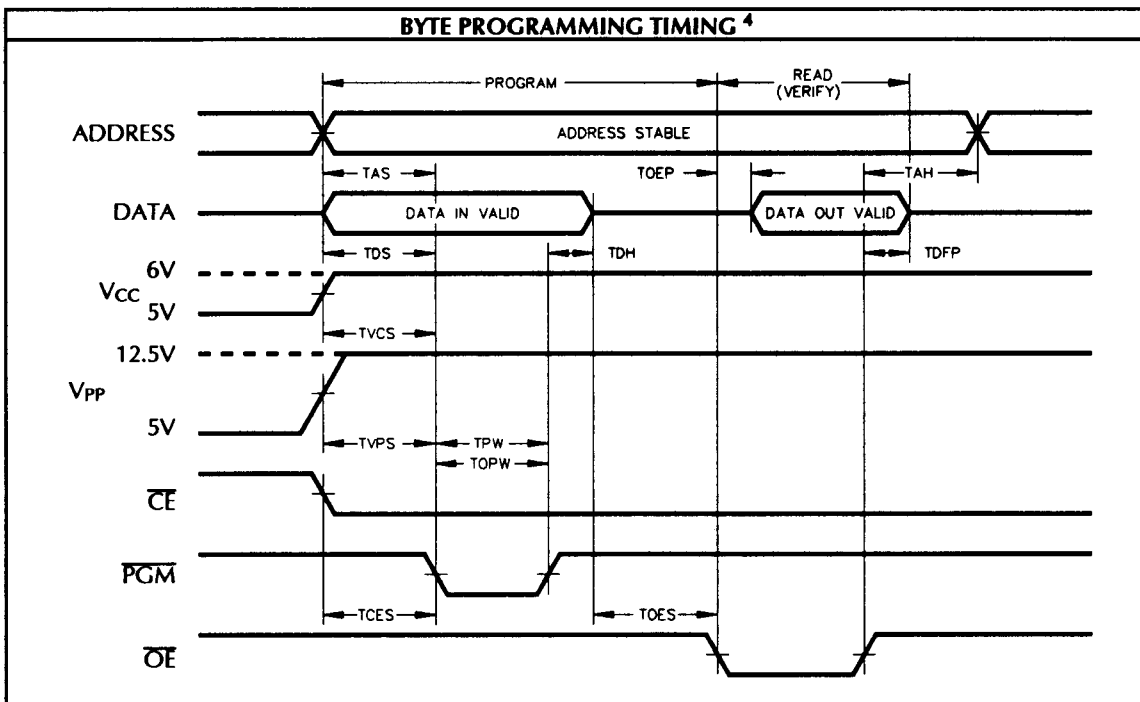 BYTE PROGRAMMING TIMING 4
PROGRAM
READ
(VERIFY)
ADDRESS
ADDRESS STABLE
TAS
TOEP
TAH
DATA
DATA IN VALID
DATA OUT VALID
TDS
TDH
TDFP
6V
VCC
5V
TVCS
12.5V
VPP
5V
TVPS
TPW
TOPW
CE
PGM
TCES
TOES
OE